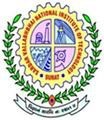 SARDAR VALLABHBHAI NATIONAL INSTITUTE OF TECHNOLOGY
SURAT